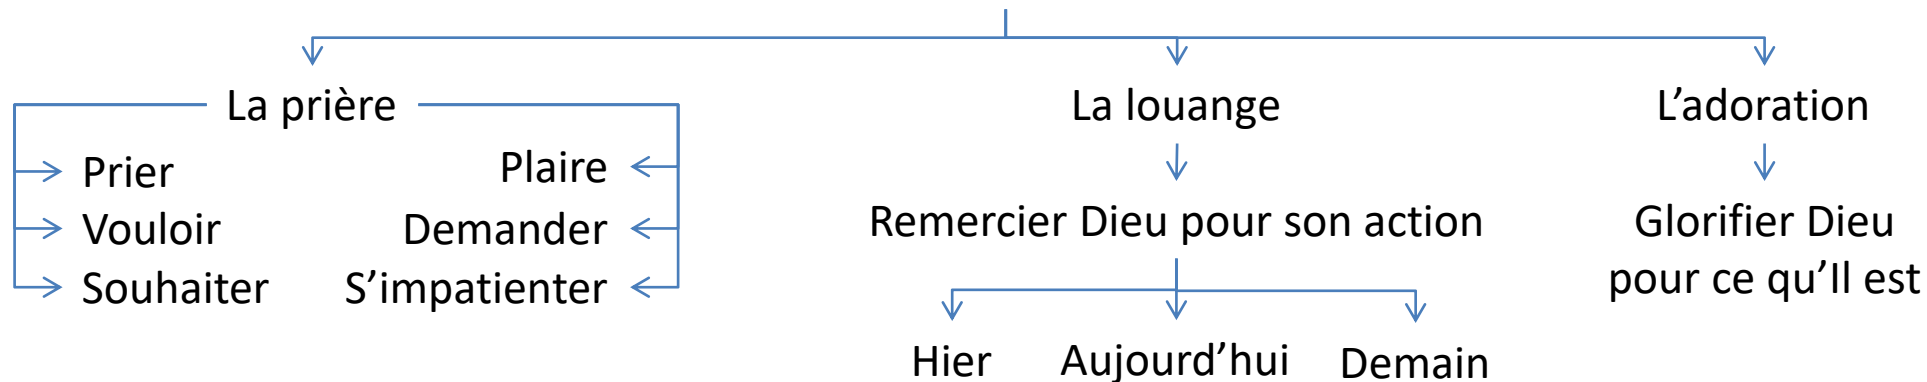 La prière
La louange
L’adoration
Prier
Plaire
Vouloir
Demander
Souhaiter
S’impatienter
Remercier Dieu pour son action
Glorifier Dieu
pour ce qu’Il est
Hier
Aujourd’hui
Demain